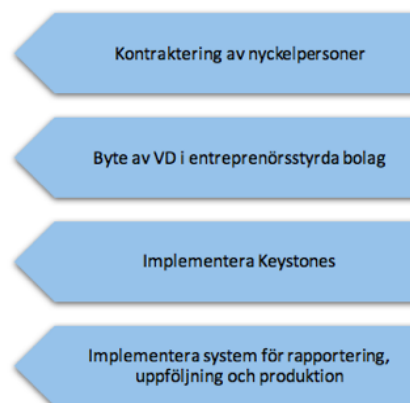 Kontraktering av nyckelpersoner
Byte av VD i entreprenörsstyrda bolag
Implementera Keystones
Implementera system för rapportering,
uppföljning och produktion